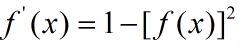 f'(x) = 1 − [f(x)]²